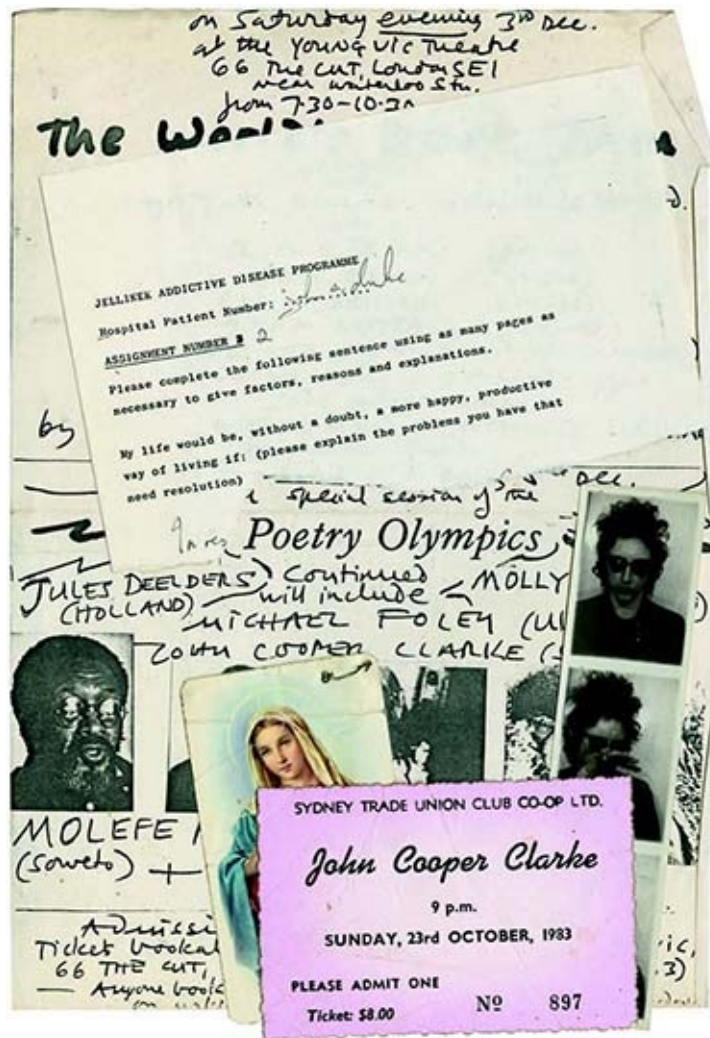 on Saturday evening 3rd Dec.
at the Young Vic Theatre
66 The Cut, London SE1
near Waterloo Stn.
from 7.30-10.30
The World's
JELLINEK ADDICTIVE DISEASE PROGRAMME
Hospital Patient Number:
ASSIGNMENT NUMBER 2
Please complete the following sentence using as many pages as
necessary to give factors, reasons and explanations.
My life would be, without a doubt, a more happy, productive
way of living if: (please explain the problems you have that
need resolution)
by
Dec.
special session of the
Poetry Olympics
JULES DEELDERS Continued MOLLY
(HOLLAND) will include
MICHAEL FOLEY
JOHN COOPER CLARKE
MOLEFE
(Soweto) +
SYDNEY TRADE UNION CLUB CO-OP LTD.
John Cooper Clarke
9 p.m.
SUNDAY, 23rd OCTOBER, 1983
PLEASE ADMIT ONE
Ticket: $8.00 Nº 897
Admissi
Ticket booka
66 THE CUT,
Anyone book